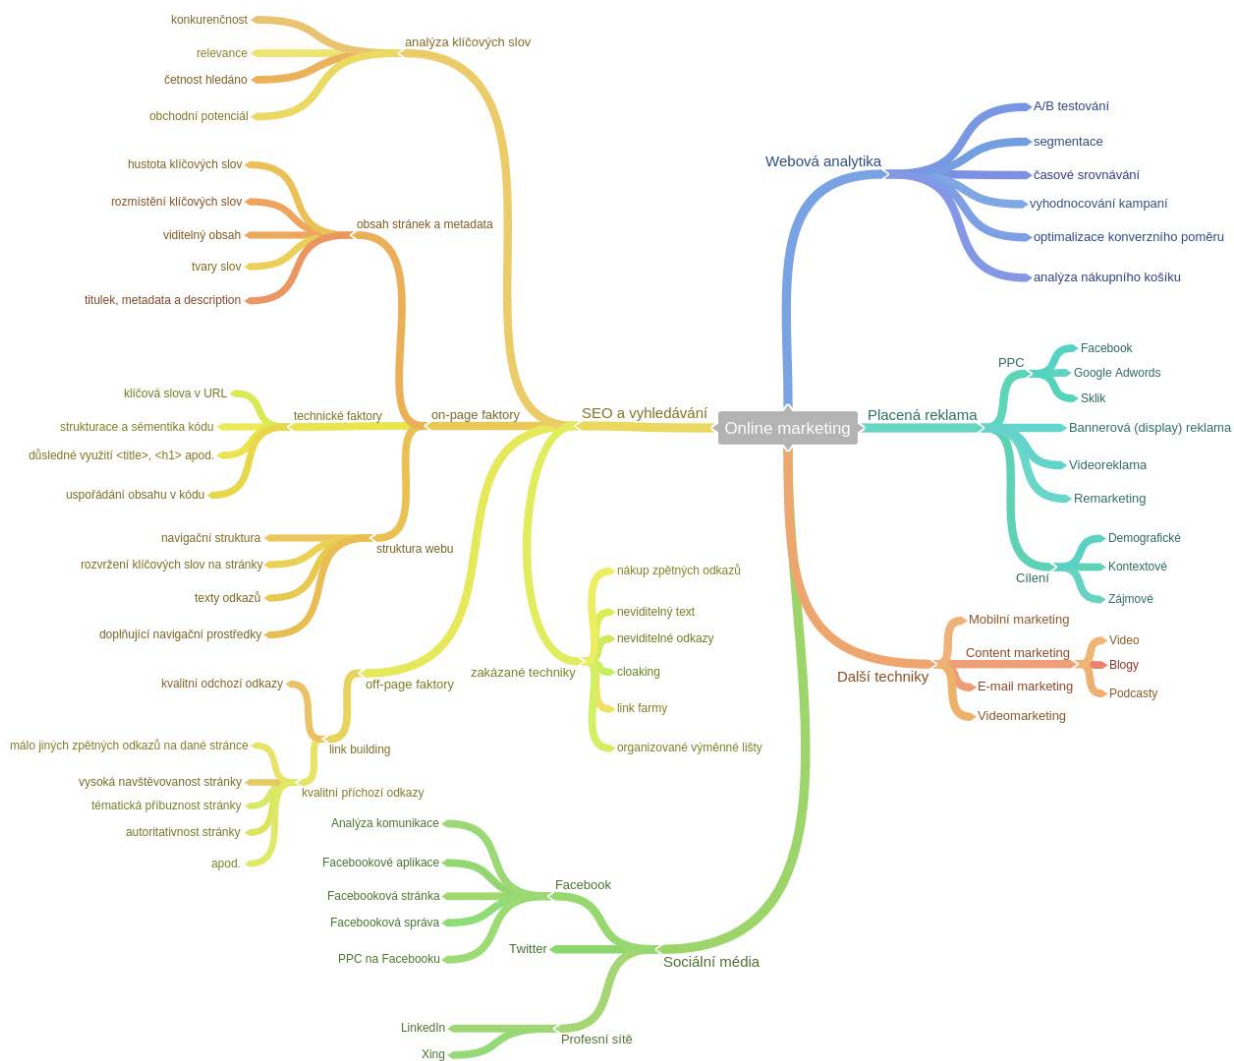 Online marketing
Webová analytika
A/B testování
segmentace
časové srovnávání
vyhodnocování kampaní
optimalizace konverzního poměru
analýza nákupního košíku
Placená reklama
PPC
Facebook
Google Adwords
Sklik
Bannerová (display) reklama
Videoreklama
Remarketing
Cílení
Demografické
Kontextové
Zájmové
Další techniky
Mobilní marketing
Content marketing
Video
Blogy
Podcasty
E-mail marketing
Videomarketing
Sociální média
Facebook
Analýza komunikace
Facebookové aplikace
Facebooková stránka
Facebooková správa
PPC na Facebooku
Twitter
Profesní sítě
LinkedIn
Xing
SEO a vyhledávání
analýza klíčových slov
konkurenčnost
relevance
četnost hledáno
obchodní potenciál
on-page faktory
obsah stránek a metadata
hustota klíčových slov
rozmístění klíčových slov
viditelný obsah
tvary slov
titulek, metadata a description
technické faktory
klíčová slova v URL
strukturace a sémentika kódu
důsledné využití <title>, <h1> apod.
uspořádání obsahu v kódu
struktura webu
navigační struktura
rozvržení klíčových slov na stránky
texty odkazů
doplňující navigační prostředky
off-page faktory
link building
kvalitní odchozí odkazy
kvalitní příchozí odkazy
málo jiných zpětných odkazů na dané stránce
vysoká navštěvovanost stránky
tématická příbuznost stránky
autoritativnost stránky
apod.
zakázané techniky
nákup zpětných odkazů
neviditelný text
neviditelné odkazy
cloaking
link farmy
organizované výměnné lišty